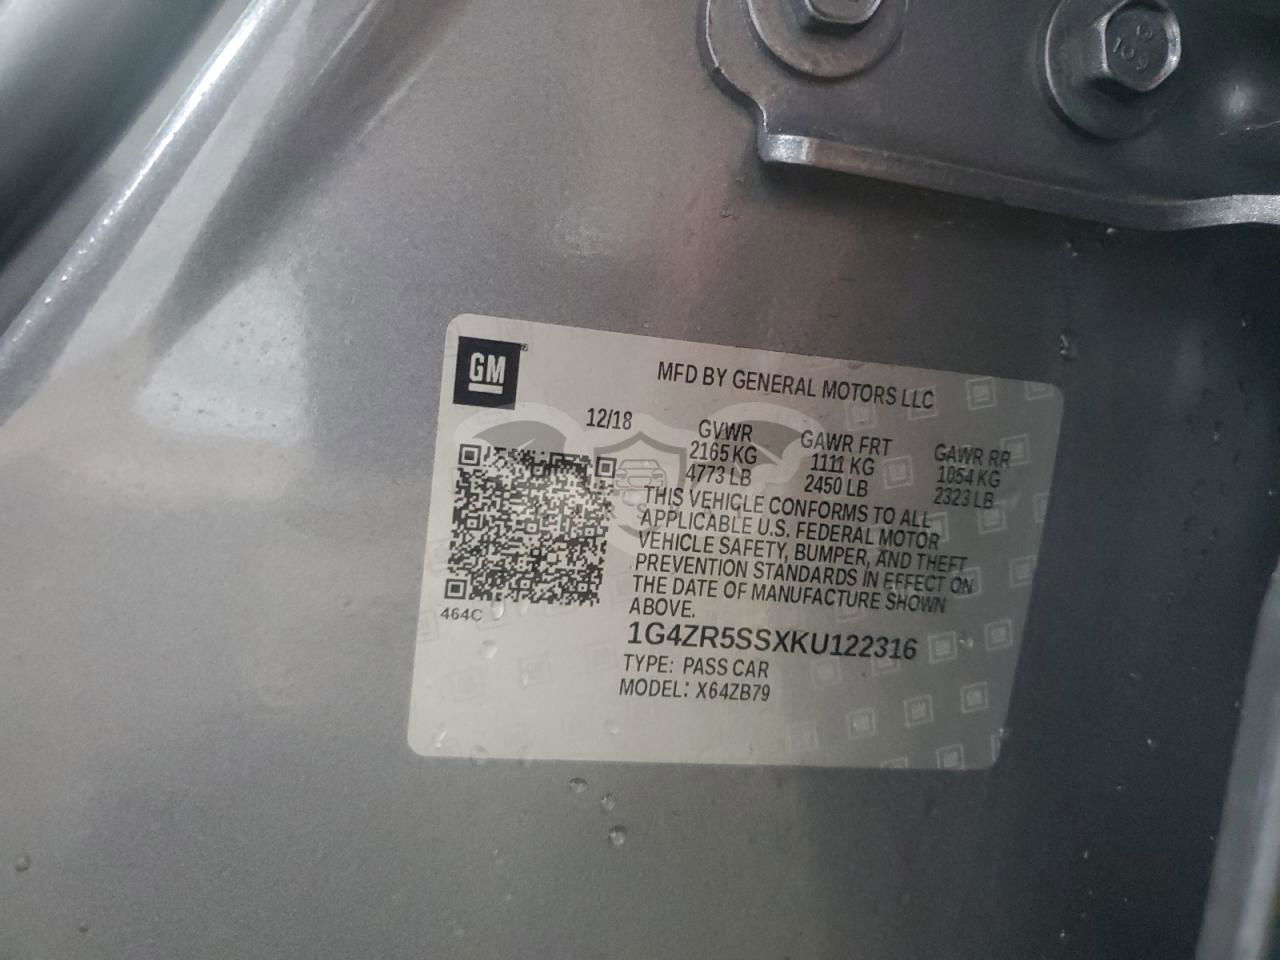 GM
MFD BY GENERAL MOTORS LLC
12/18
GVWR GAWR FRT GAWR RR
2165 KG 1111 KG 1054 KG
4773 LB 2450 LB 2323 LB
THIS VEHICLE CONFORMS TO ALL
APPLICABLE U.S. FEDERAL MOTOR
VEHICLE SAFETY, BUMPER, AND THEFT
PREVENTION STANDARDS IN EFFECT ON
THE DATE OF MANUFACTURE SHOWN
ABOVE.
464C
1G4ZR5SSXKU122316
TYPE: PASS CAR
MODEL: X64ZB79